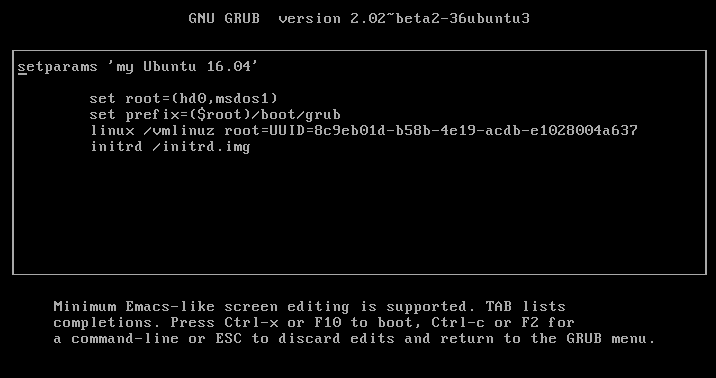 GNU GRUB  version 2.02~beta2-36ubuntu3
setparams 'my Ubuntu 16.04'
set root=(hd0,msdos1)
set prefix=($root)/boot/grub
linux /vmlinuz root=UUID=8c9eb01d-b58b-4e19-acdb-e1028004a637
initrd /initrd.img
Minimum Emacs-like screen editing is supported. TAB lists
completions. Press Ctrl-x or F10 to boot, Ctrl-c or F2 for
a command-line or ESC to discard edits and return to the GRUB menu.